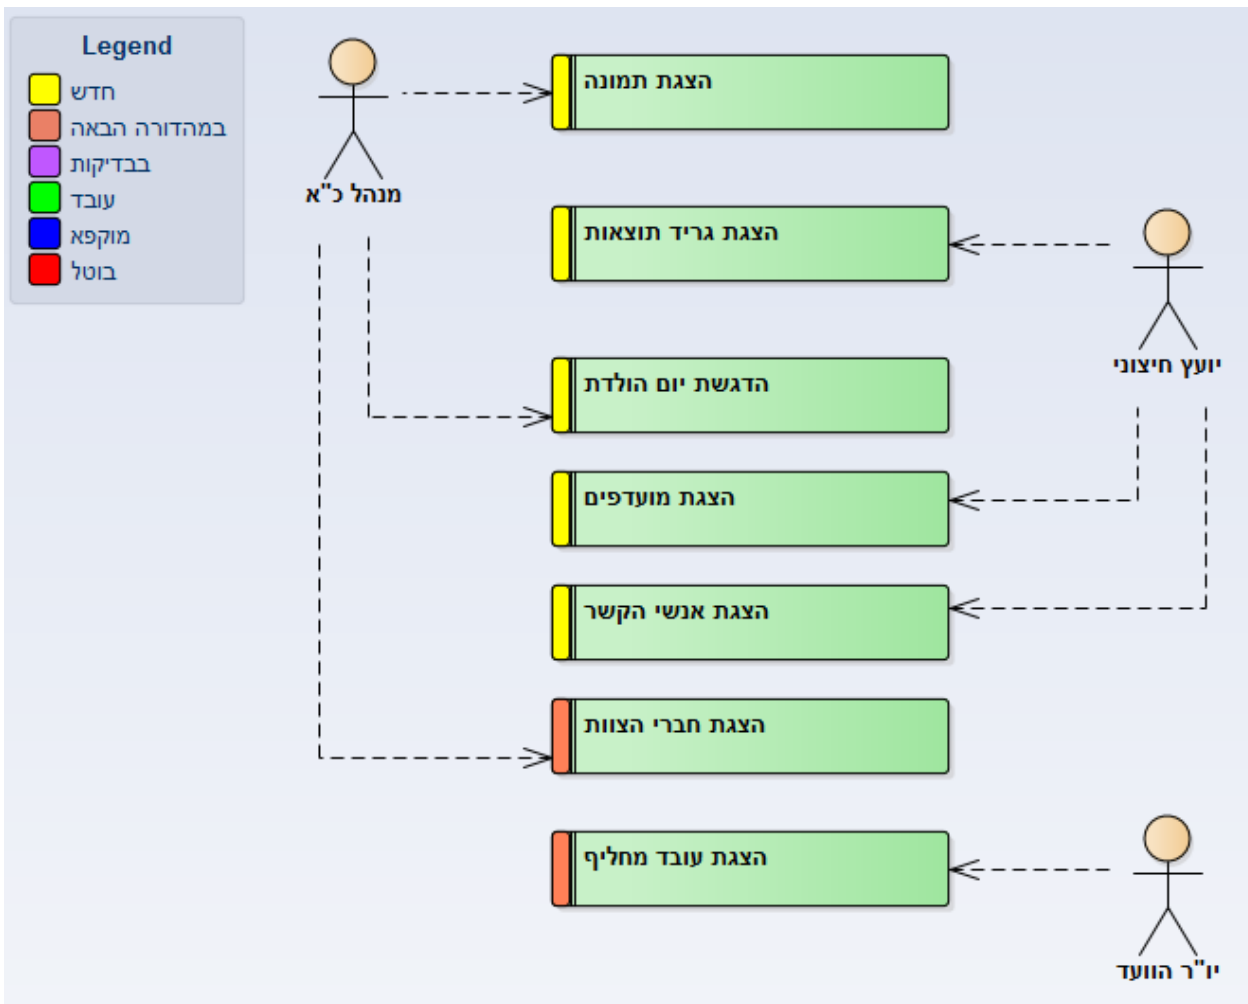 Legend
חדש
במהדורה הבאה
בבדיקות
עובד
מוקפא
בוטל
מנהל כ"א
הצגת תמונה
הצגת גריד תוצאות
יועץ חיצוני
הדגשת יום הולדת
הצגת מועדפים
הצגת אנשי הקשר
הצגת חברי הצוות
הצגת עובד מחליף
יו"ר הוועד